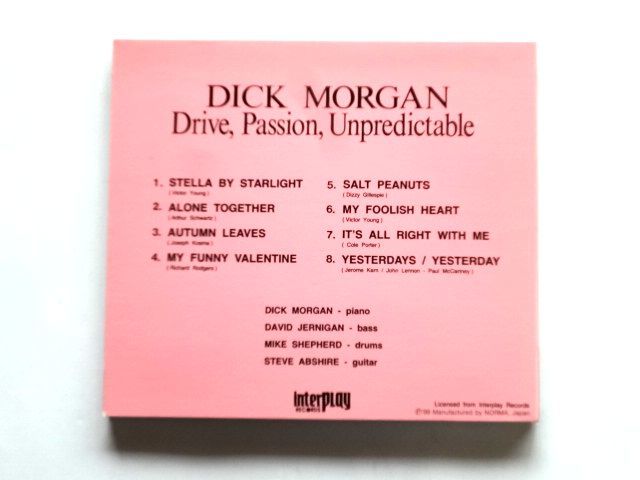 DICK MORGAN
Drive, Passion, Unpredictable
1. STELLA BY STARLIGHT
( Victor Young )
2. ALONE TOGETHER
( Arthur Schwartz )
3. AUTUMN LEAVES
( Joseph Kosma )
4. MY FUNNY VALENTINE
( Richard Rodgers )
5. SALT PEANUTS
( Dizzy Gillespie )
6. MY FOOLISH HEART
( Victor Young )
7. IT'S ALL RIGHT WITH ME
( Cole Porter )
8. YESTERDAYS / YESTERDAY
( Jerome Kern / John Lennon - Paul McCartney )
DICK MORGAN - piano
DAVID JERNIGAN - bass
MIKE SHEPHERD - drums
STEVE ABSHIRE - guitar
interplay
RECORDS
Licensed from Interplay Records
Ⓟ'99 Manufactured by NORMA, Japan